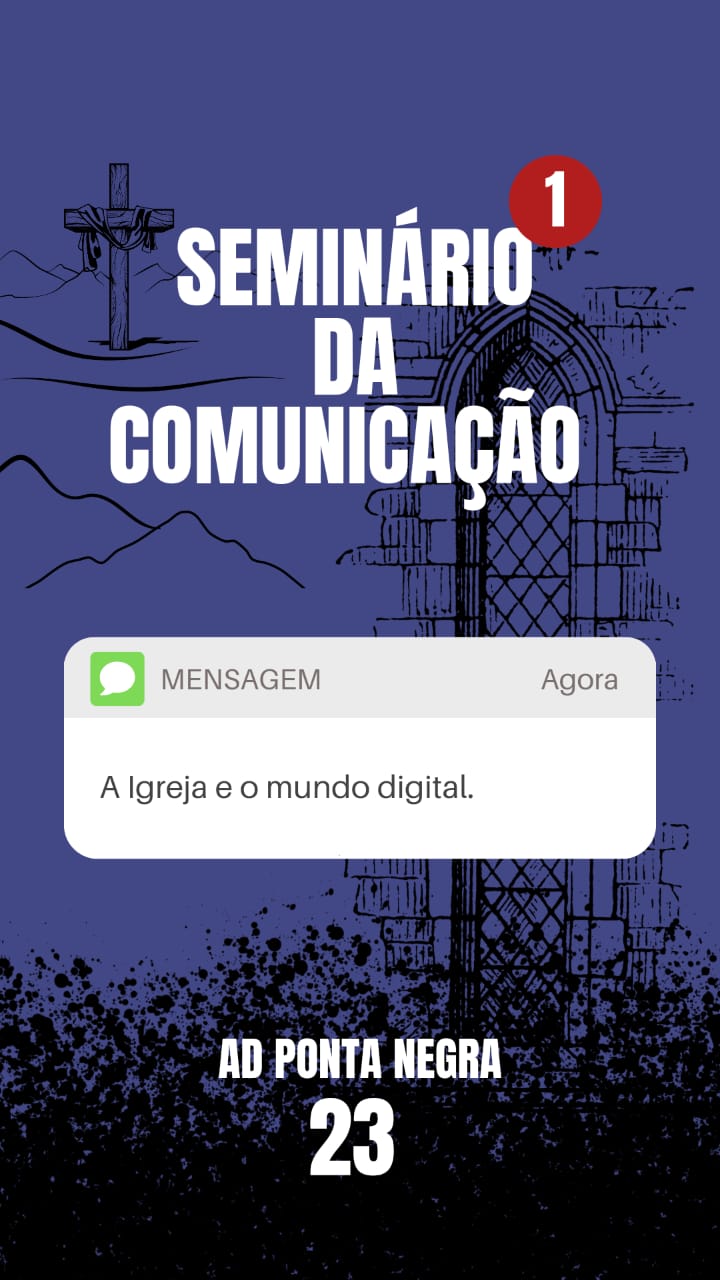 1
SEMINÁRIO
DA
COMUNICAÇÃO
MENSAGEM Agora
A Igreja e o mundo digital.
AD PONTA NEGRA
23